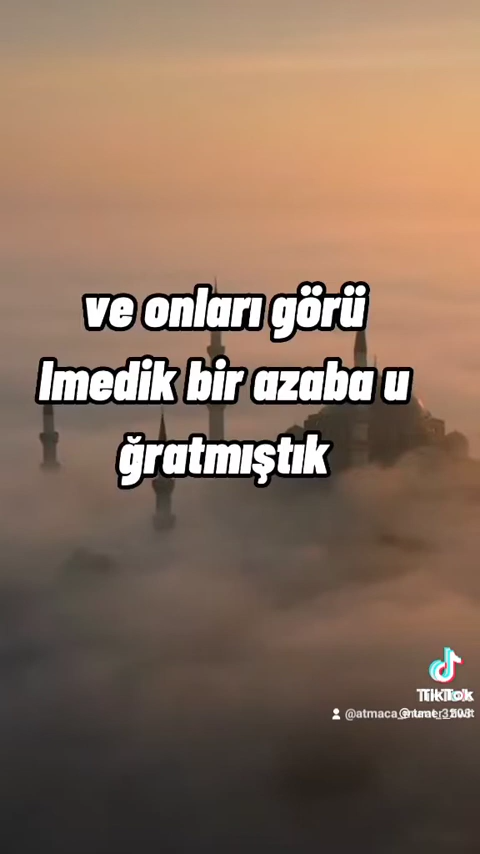 ve onları görü
lmedik bir azaba u
ğratmıştık
TikTok